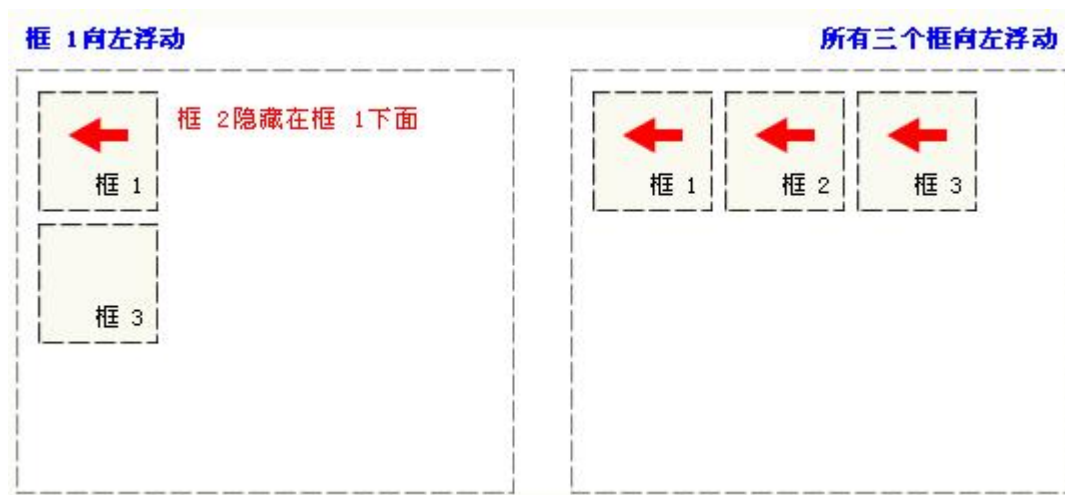 框 1向左浮动
所有三个框向左浮动
框 1
框 2隐藏在框 1下面
框 3
框 1
框 2
框 3